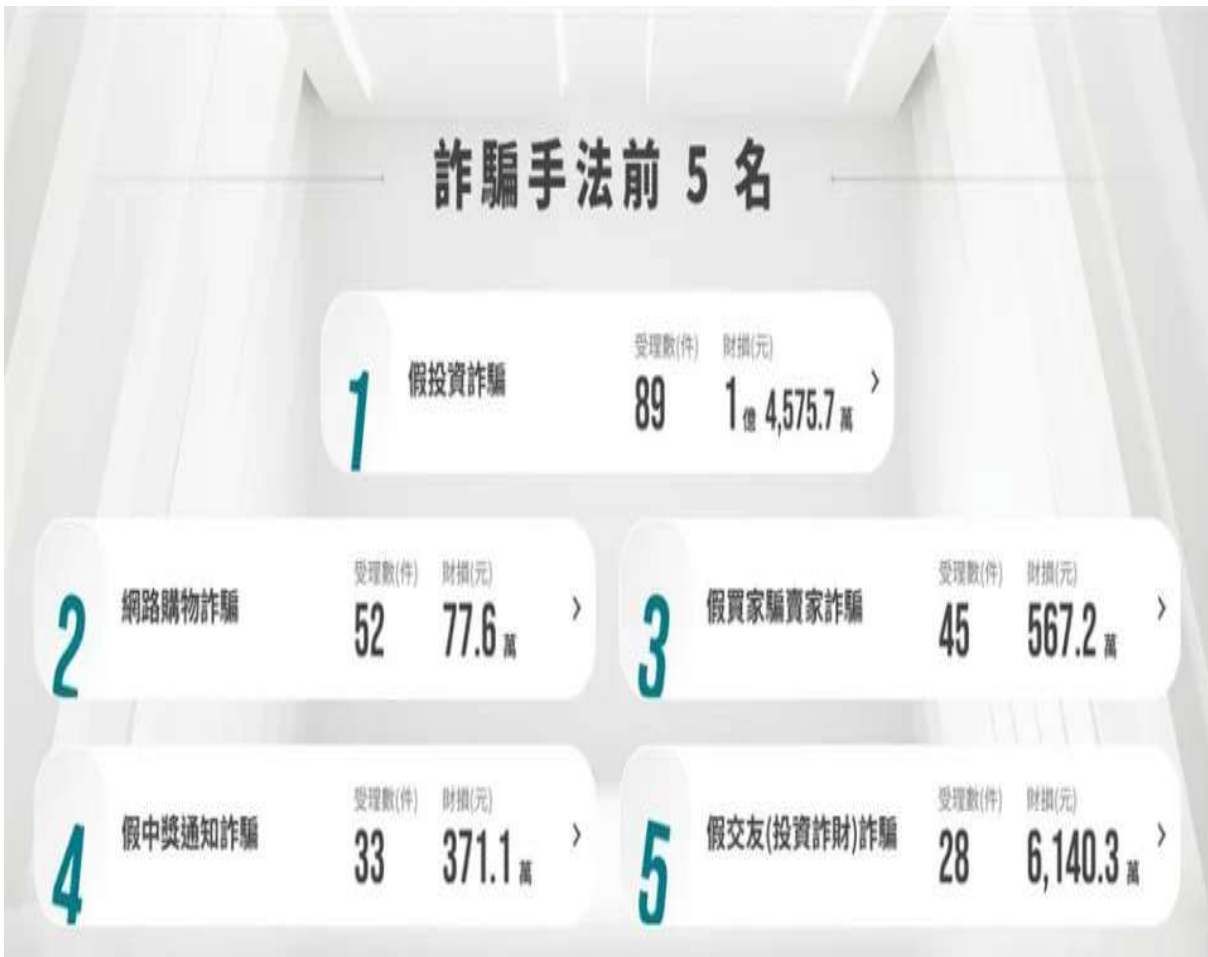 詐騙手法前 5 名
1
假投資詐騙
受理數(件) 財損(元)
89 1億 4,575.7 萬
2
網路購物詐騙
受理數(件) 財損(元)
52 77.6 萬
3
假買家騙賣家詐騙
受理數(件) 財損(元)
45 567.2 萬
4
假中獎通知詐騙
受理數(件) 財損(元)
33 371.1 萬
5
假交友(投資詐財)詐騙
受理數(件) 財損(元)
28 6,140.3 萬